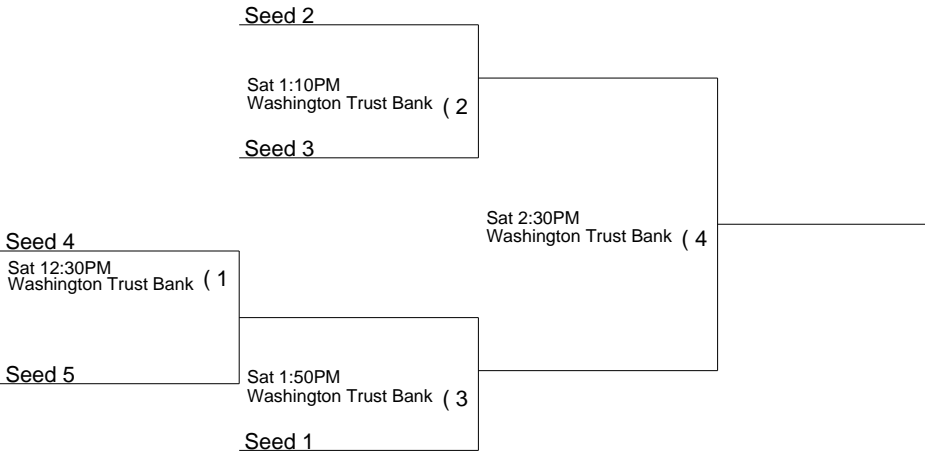 Seed 2
Sat 1:10PM
Washington Trust Bank ( 2
Seed 3
Sat 2:30PM
Washington Trust Bank ( 4
Seed 4
Sat 12:30PM
Washington Trust Bank ( 1
Seed 5
Sat 1:50PM
Washington Trust Bank ( 3
Seed 1